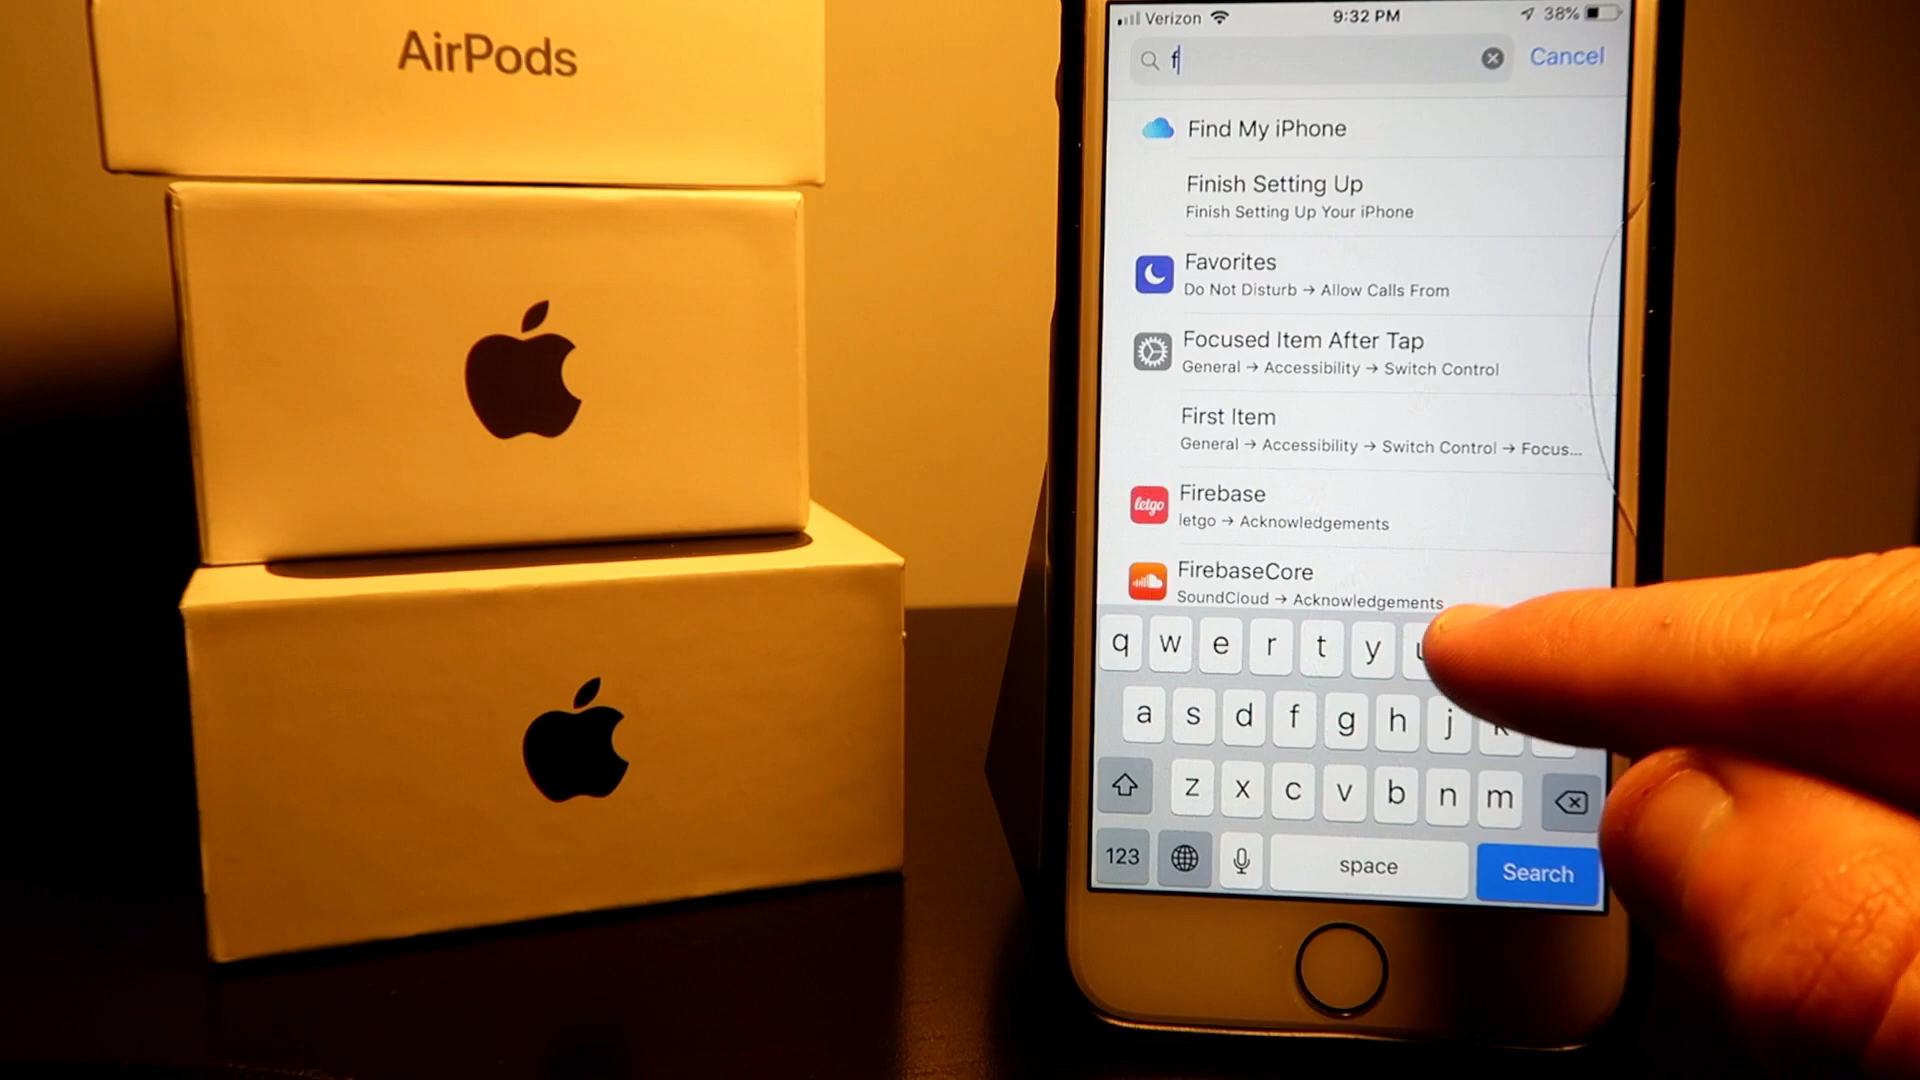 AirPods
Verizon 9:32 PM 38%
f Cancel
Find My iPhone
Finish Setting Up
Finish Setting Up Your iPhone
Favorites
Do Not Disturb → Allow Calls From
Focused Item After Tap
General → Accessibility → Switch Control
First Item
General → Accessibility → Switch Control → Focus...
letgo
Firebase
letgo → Acknowledgements
FirebaseCore
SoundCloud → Acknowledgements
q w e r t y u
a s d f g h j k
z x c v b n m
123 space Search